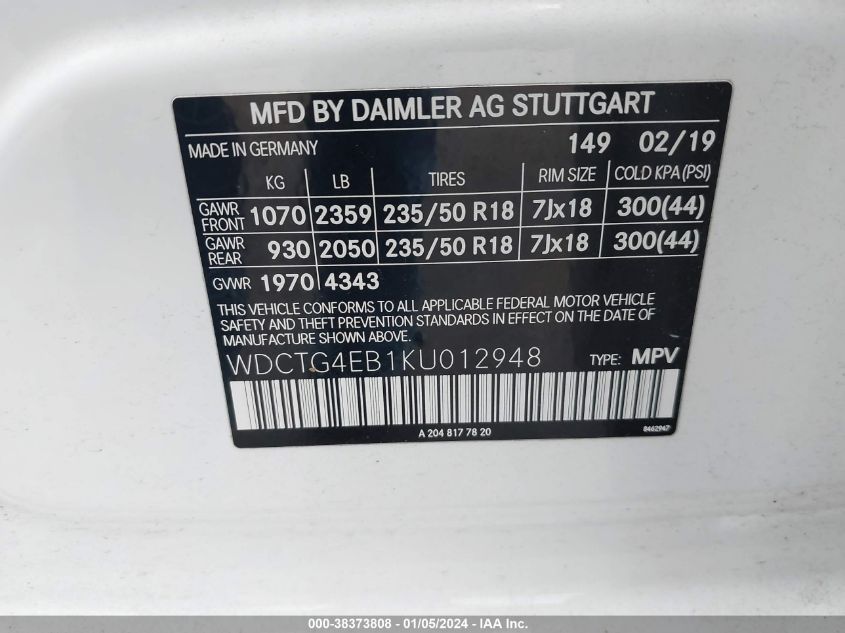 MFD BY DAIMLER AG STUTTGART
MADE IN GERMANY 149 02/19
KG LB TIRES RIM SIZE COLD KPA (PSI)
GAWR FRONT 1070 2359 235/50 R18 7Jx18 300(44)
GAWR REAR 930 2050 235/50 R18 7Jx18 300(44)
GVWR 1970 4343
THIS VEHICLE CONFORMS TO ALL APPLICABLE FEDERAL MOTOR VEHICLE
SAFETY AND THEFT PREVENTION STANDARDS IN EFFECT ON THE DATE OF
MANUFACTURE SHOWN ABOVE.
WDCTG4EB1KU012948 TYPE: MPV
A 204 817 78 20 8462947
000-38373808 - 01/05/2024 - IAA Inc.